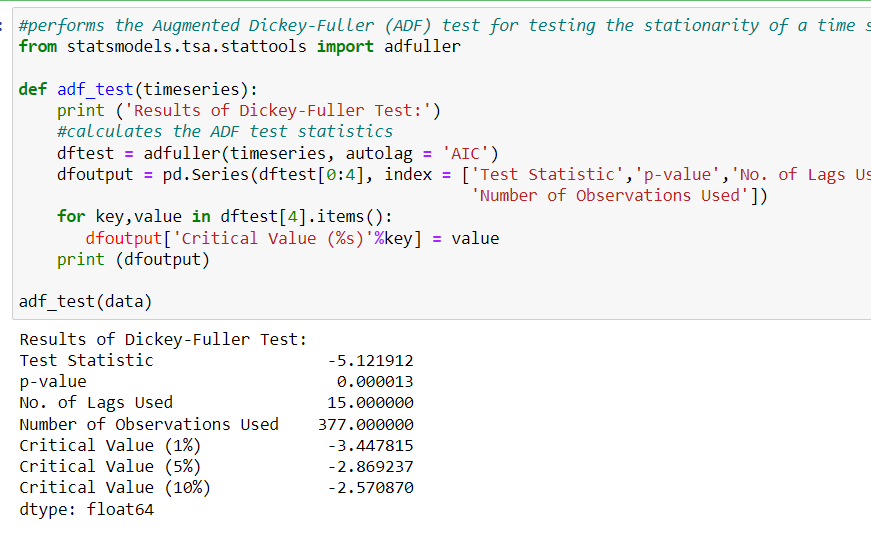 #performs the Augmented Dickey-Fuller (ADF) test for testing the stationarity of a time
from statsmodels.tsa.stattools import adfuller
def adf_test(timeseries):
    print ('Results of Dickey-Fuller Test:')
    #calculates the ADF test statistics
    dftest = adfuller(timeseries, autolag = 'AIC')
    dfoutput = pd.Series(dftest[0:4], index = ['Test Statistic','p-value','No. of Lags
                                               'Number of Observations Used'])
    for key,value in dftest[4].items():
       dfoutput['Critical Value (%s)'%key] = value
    print (dfoutput)
adf_test(data)
Results of Dickey-Fuller Test:
Test Statistic                  -5.121912
p-value                          0.000013
No. of Lags Used                15.000000
Number of Observations Used    377.000000
Critical Value (1%)             -3.447815
Critical Value (5%)             -2.869237
Critical Value (10%)            -2.570870
dtype: float64